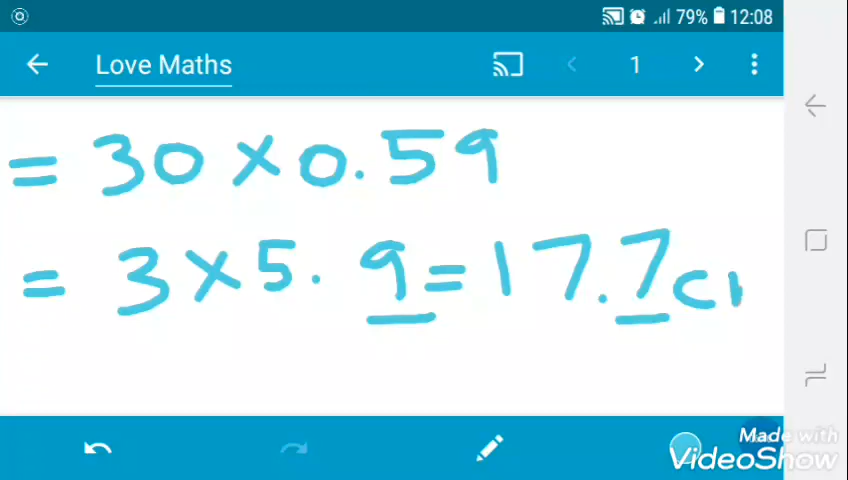 79% 12:08
Love Maths
1
= 30 × 0.59
= 3 × 5.9 = 17.7 c
Made with
VideoShow